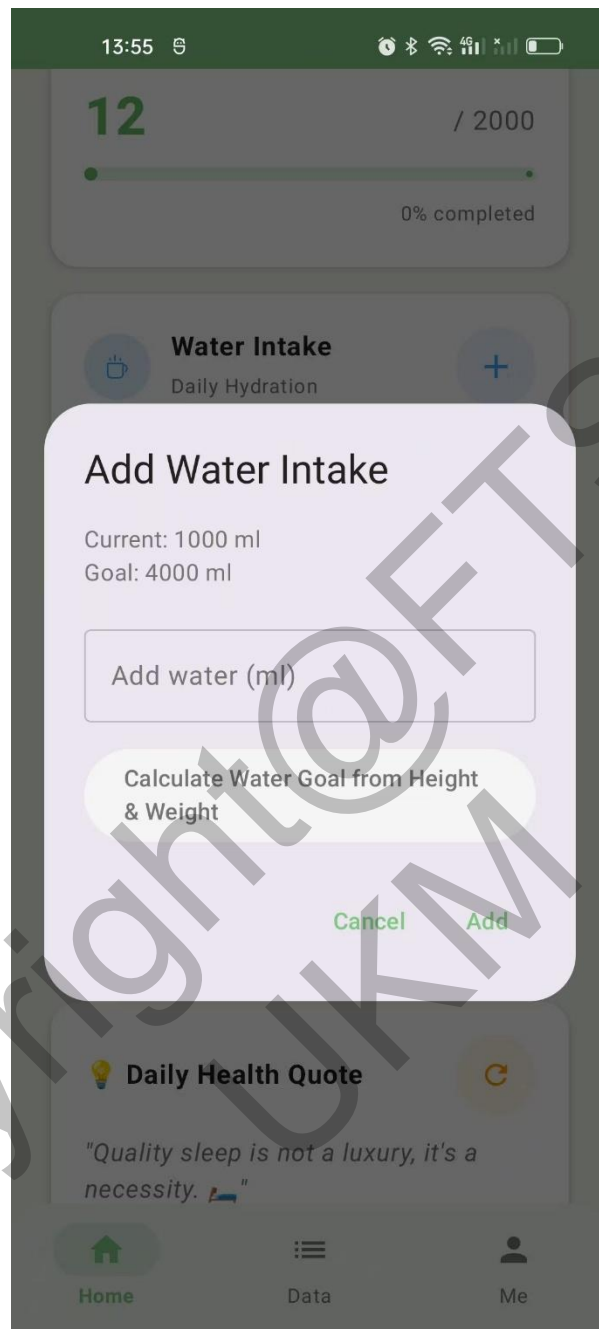 13:55
4G
12
/ 2000
0% completed
Water Intake
Daily Hydration
Add Water Intake
Current: 1000 ml
Goal: 4000 ml
Add water (ml)
Calculate Water Goal from Height
& Weight
Cancel
Add
💡 Daily Health Quote
"Quality sleep is not a luxury, it's a
necessity. 🛏️"
Home
Data
Me
UKM